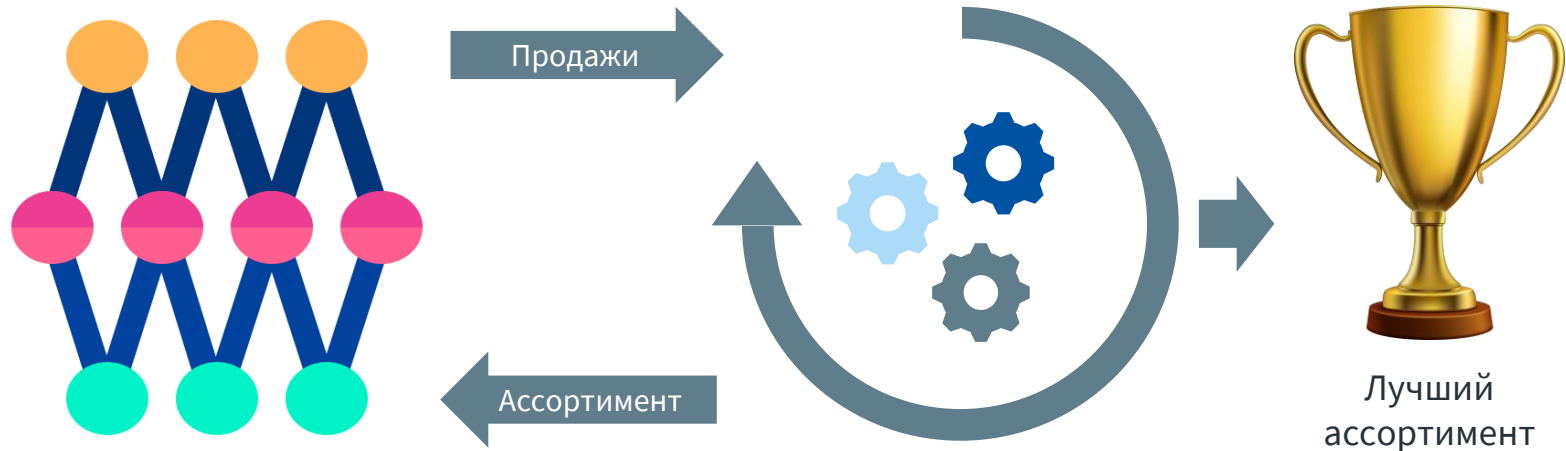 Продажи
Ассортимент
Лучший
ассортимент